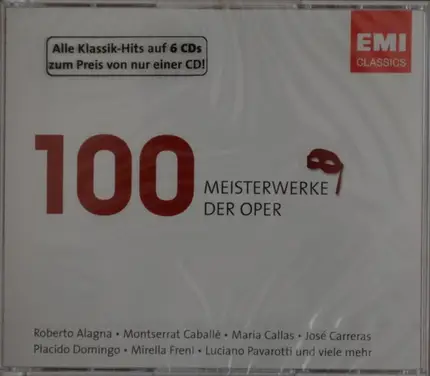 Alle Klassik-Hits auf 6 CDs
zum Preis von nur einer CD!
EMI
CLASSICS
100
MEISTERWERKE
DER OPER
Roberto Alagna • Montserrat Caballè • Maria Callas • José Carreras
Placido Domingo • Mirella Freni • Luciano Pavarotti und viele mehr